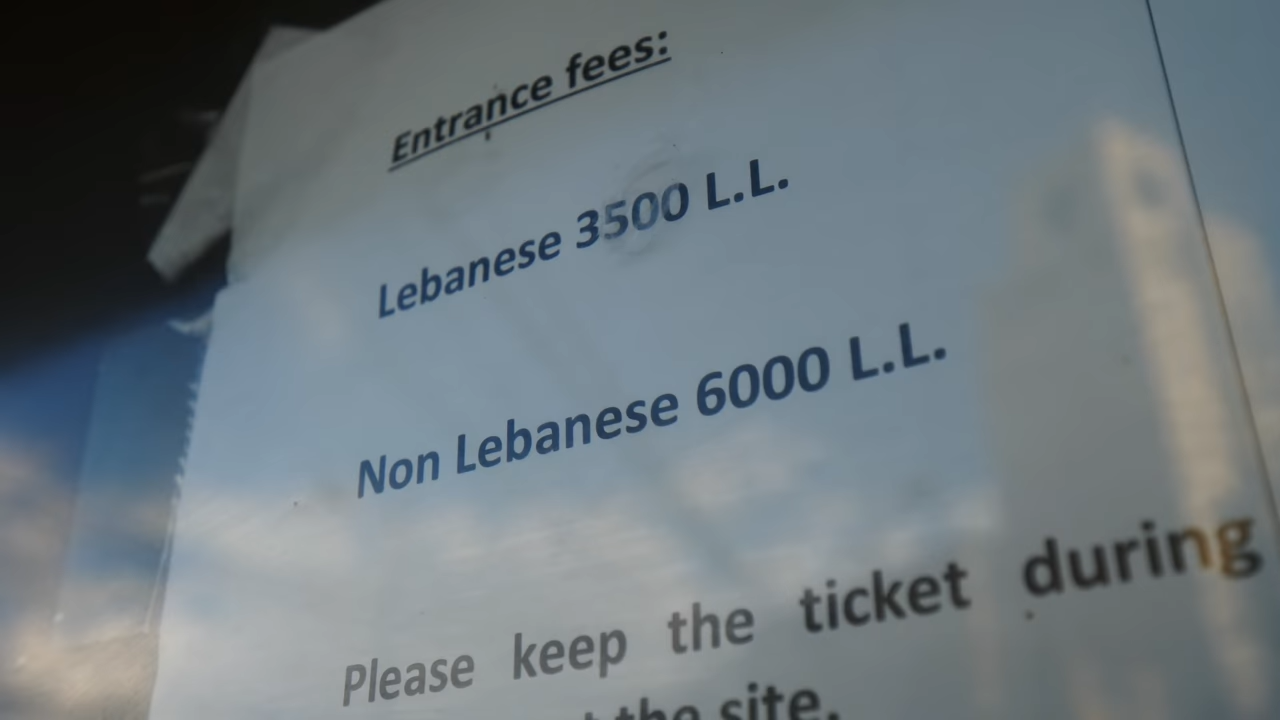 Entrance fees:
Lebanese 3500 L.L.
Non Lebanese 6000 L.L.
Please keep the ticket during
the site.